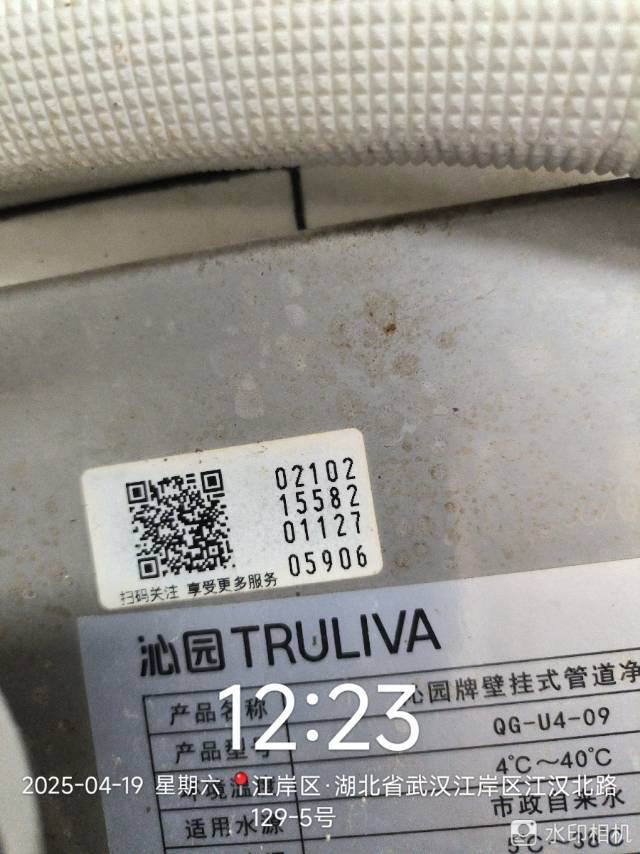 02102
15582
01127
05906
扫码关注 享受更多服务
沁园 TRULIVA
产品名称 沁园牌壁挂式管道净
产品型号 QG-U4-09
环境温度 4℃～40℃
适用水源 市政自来水
12:23
2025-04-19 星期六 江岸区·湖北省武汉江岸区江汉北路
129-5号
水印相机